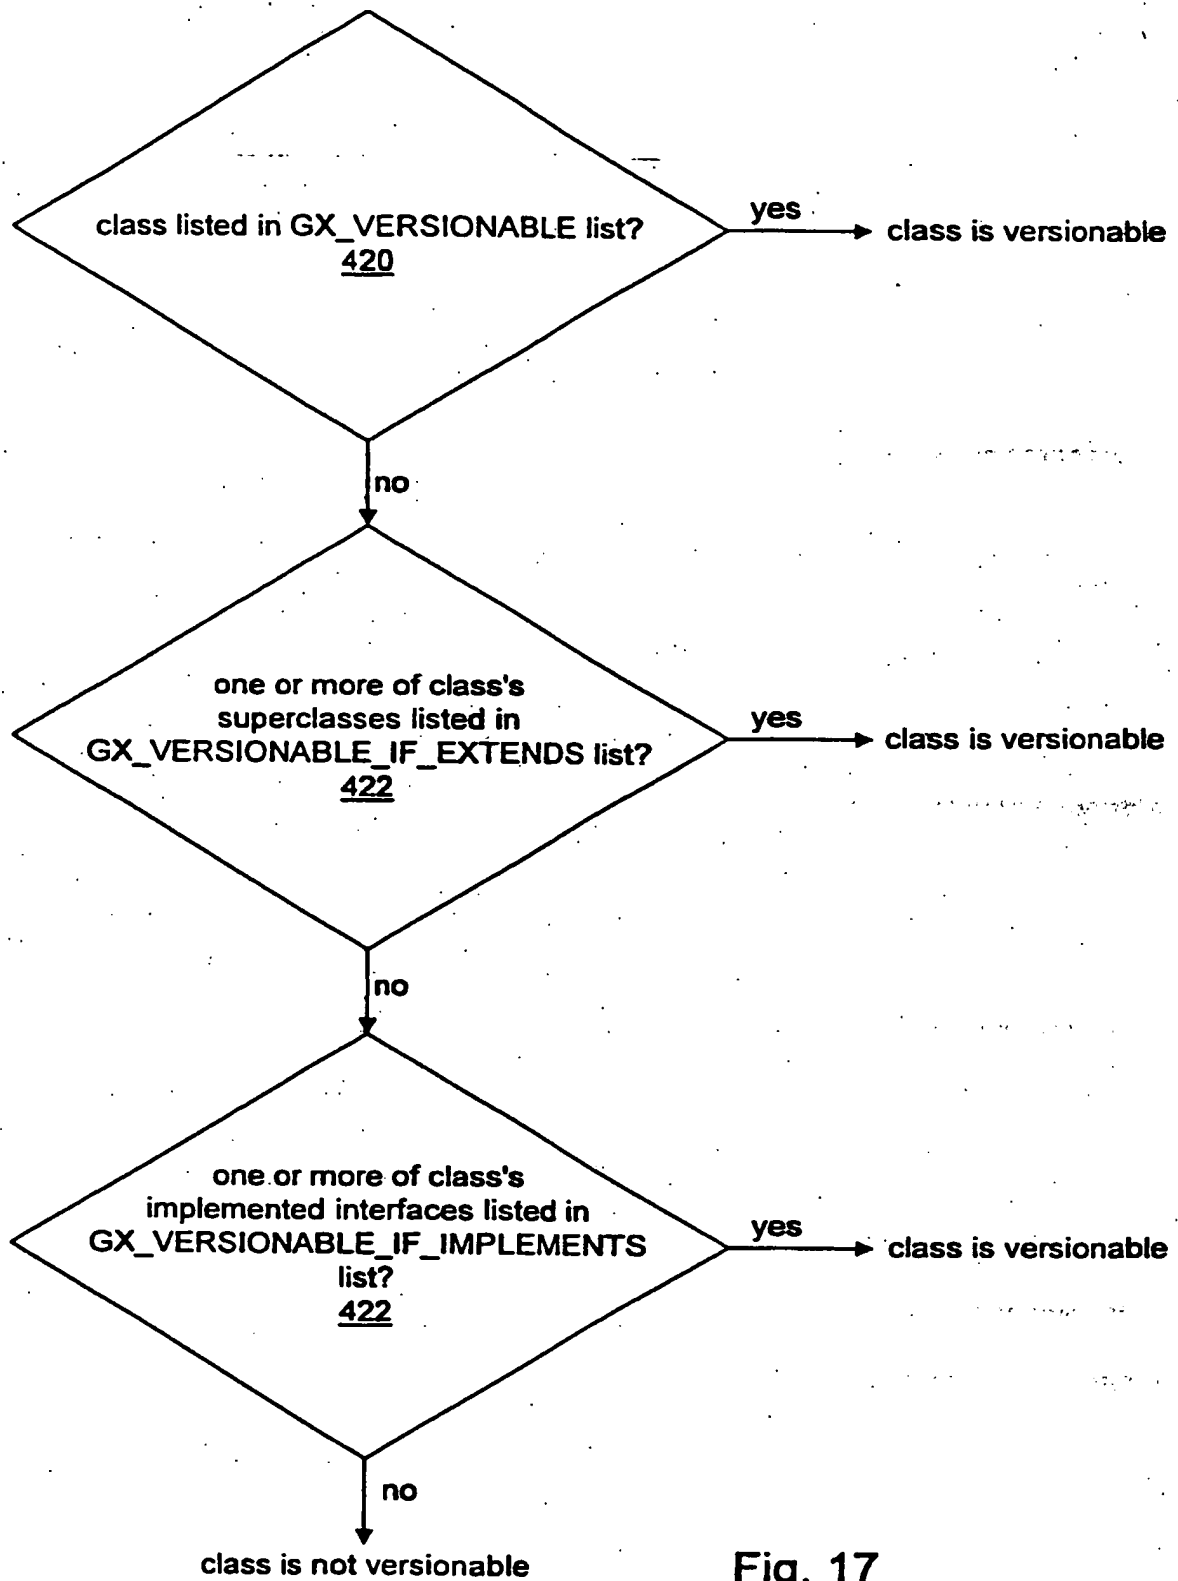 class listed in GX_VERSIONABLE list?
420
yes
class is versionable
no
one or more of class's
superclasses listed in
GX_VERSIONABLE_IF_EXTENDS list?
422
yes
class is versionable
no
one or more of class's
implemented interfaces listed in
GX_VERSIONABLE_IF_IMPLEMENTS
list?
422
yes
class is versionable
no
class is not versionable
Fig. 17